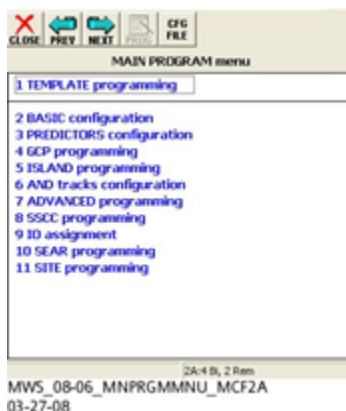 CLOSE PREV NEXT PROG CFG FILE
MAIN PROGRAM menu
1 TEMPLATE programming
2 BASIC configuration
3 PREDICTORS configuration
4 GCP programming
5 ISLAND programming
6 AND tracks configuration
7 ADVANCED programming
8 SSCC programming
9 IO assignment
10 SEAR programming
11 SITE programming
2A:4 Bi, 2 Rem
MWS_08-06_MNPRGMMNU_MCF2A
03-27-08